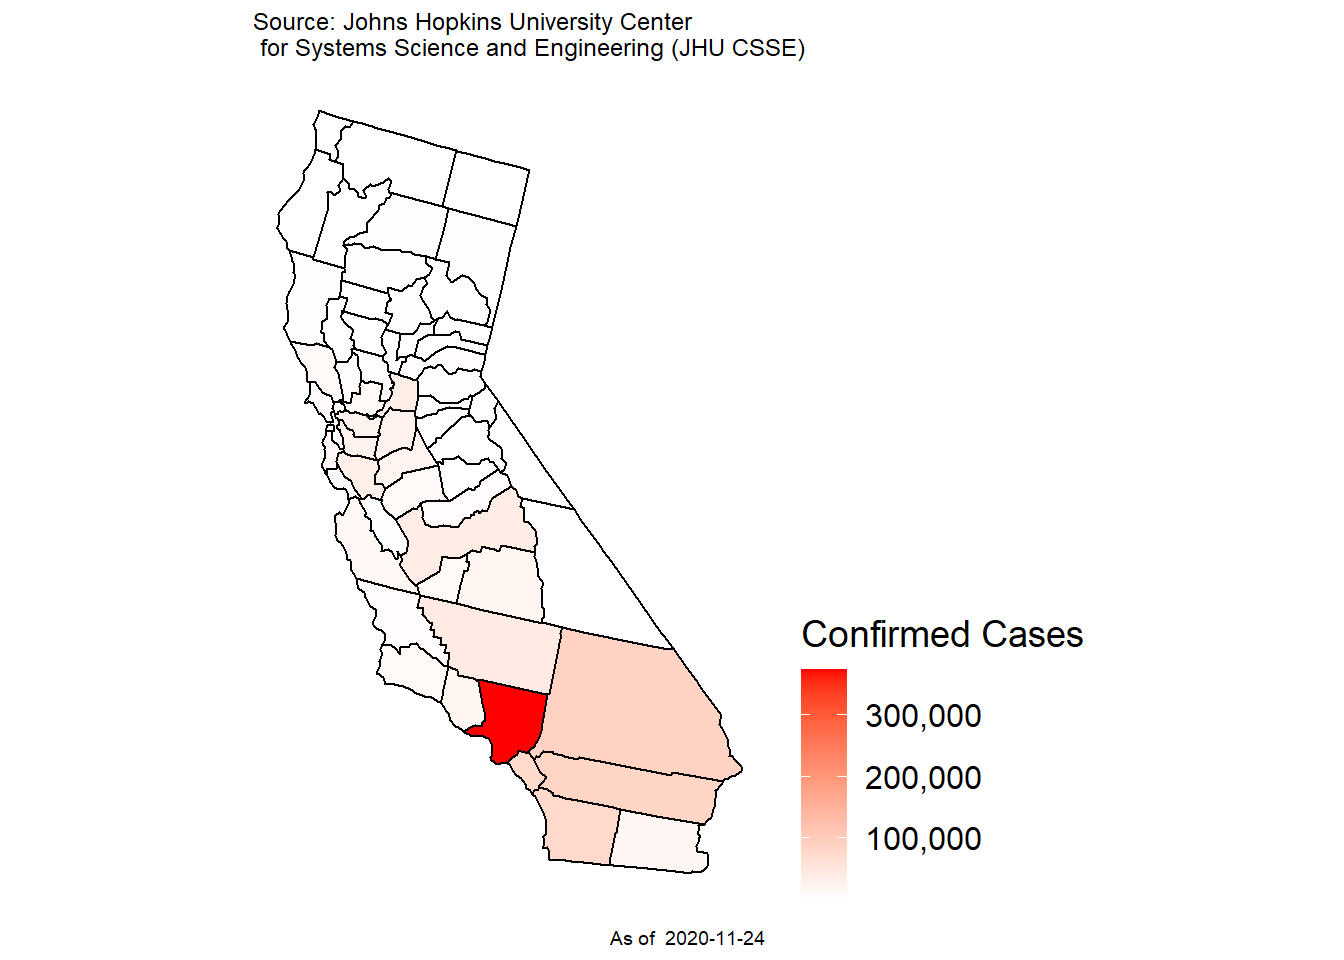 Source: Johns Hopkins University Center
for Systems Science and Engineering (JHU CSSE)
Confirmed Cases
300,000
200,000
100,000
As of 2020-11-24